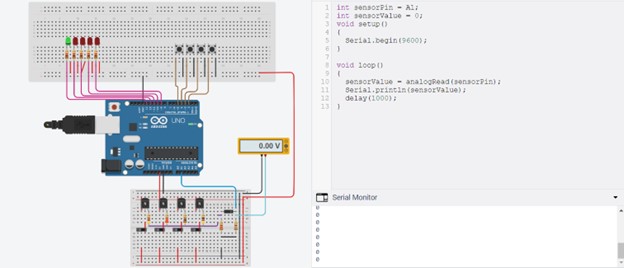 int sensorPin = A1;
int sensorValue = 0;
void setup()
{
Serial.begin(9600);
}
void loop()
{
sensorValue = analogRead(sensorPin);
Serial.println(sensorValue);
delay(1000);
}
1
2
3
4
5
6
7
8
9
10
11
12
13
UNO
0.00 V
Serial Monitor
0
0
0
0
0
0
0